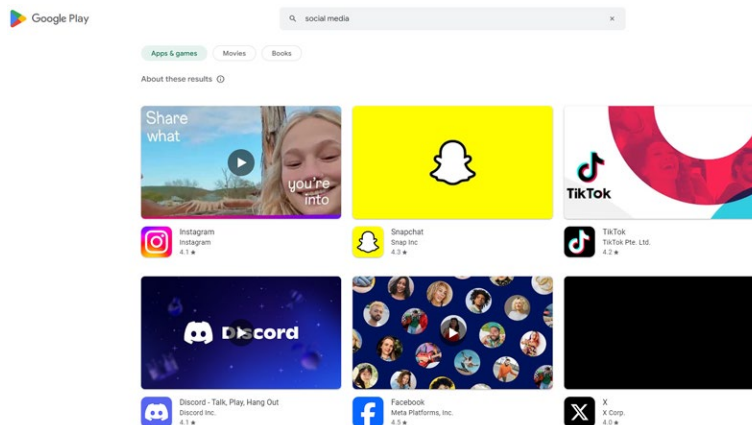 Google Play
social media
Apps & games
Movies
Books
About these results
Share
what
you're
into
TikTok
Instagram
Instagram
4.1 ★
Snapchat
Snap Inc
4.3 ★
TikTok
TikTok Pte. Ltd.
4.2 ★
Discord
Discord - Talk, Play, Hang Out
Discord Inc.
4.1 ★
Facebook
Meta Platforms, Inc.
4.5 ★
X
X Corp.
4.0 ★